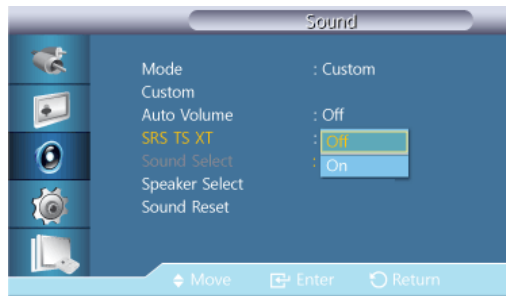 Sound
Mode : Custom
Custom
Auto Volume : Off
SRS TS XT : Off
Sound Select : On
Speaker Select
Sound Reset
Move Enter Return